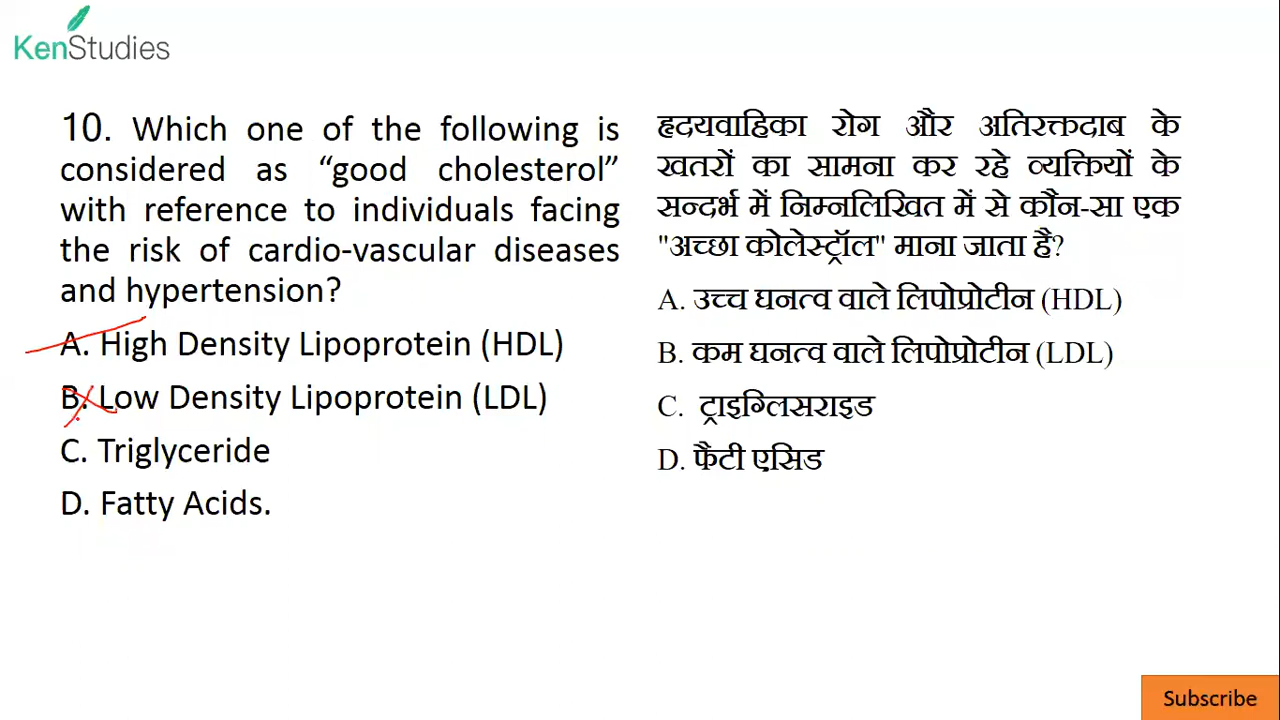 KenStudies
10. Which one of the following is
considered as “good cholesterol”
with reference to individuals facing
the risk of cardio-vascular diseases
and hypertension?
A. High Density Lipoprotein (HDL)
B. Low Density Lipoprotein (LDL)
C. Triglyceride
D. Fatty Acids.
हृदयवाहिका रोग और अतिरक्तदाब के
खतरों का सामना कर रहे व्यक्तियों के
सन्दर्भ में निम्नलिखित में से कौन-सा एक
"अच्छा कोलेस्ट्रॉल" माना जाता है?
A. उच्च घनत्व वाले लिपोप्रोटीन (HDL)
B. कम घनत्व वाले लिपोप्रोटीन (LDL)
C. ट्राइग्लिसराइड
D. फैटी एसिड
Subscribe